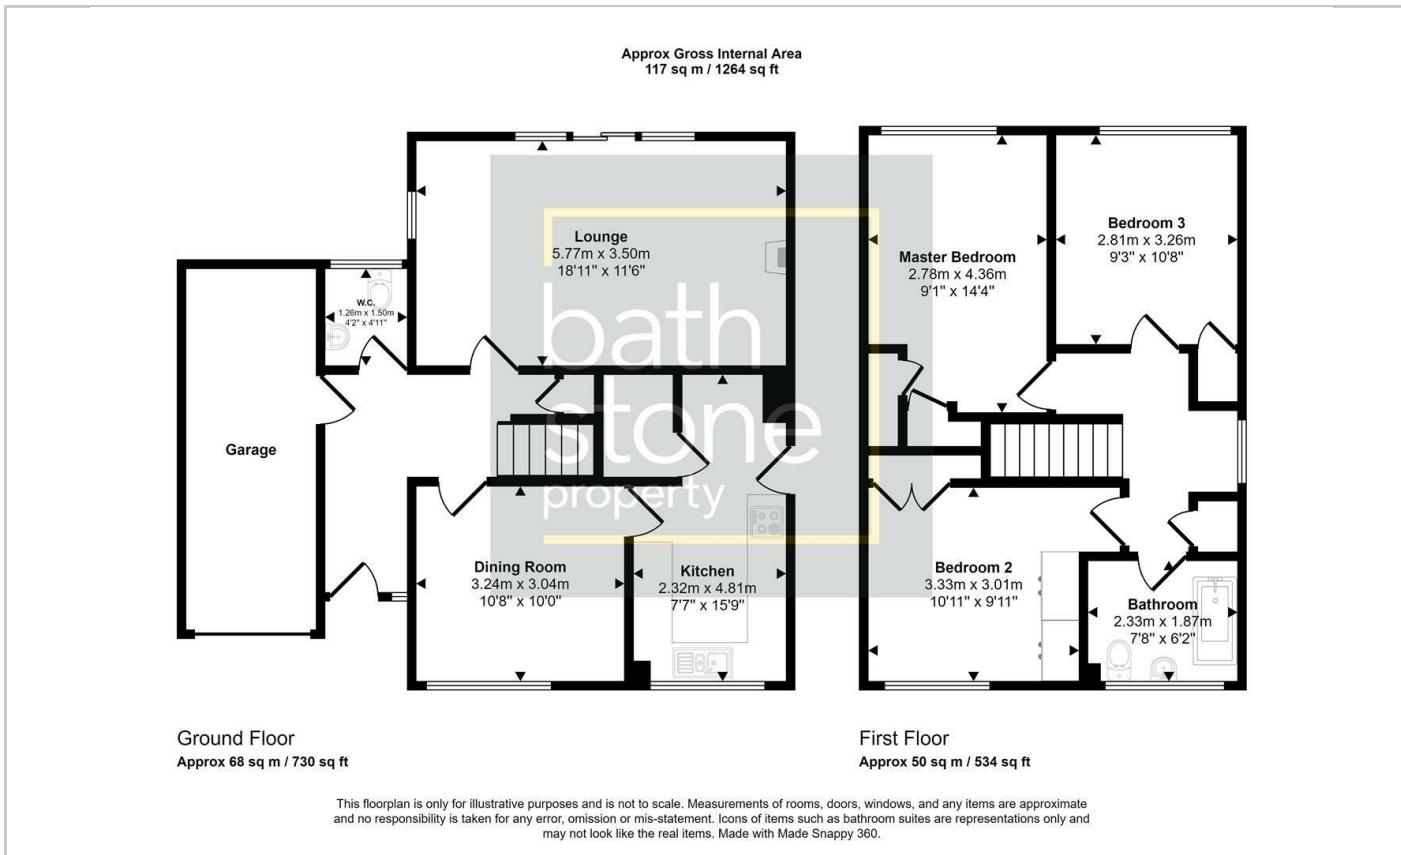 Approx Gross Internal Area
117 sq m / 1264 sq ft
Lounge
5.77m x 3.50m
18'11" x 11'6"
W.C.
1.26m x 1.50m
4'2" x 4'11"
Garage
Dining Room
3.24m x 3.04m
10'8" x 10'0"
Kitchen
2.32m x 4.81m
7'7" x 15'9"
Master Bedroom
2.78m x 4.36m
9'1" x 14'4"
Bedroom 3
2.81m x 3.26m
9'3" x 10'8"
Bedroom 2
3.33m x 3.01m
10'11" x 9'11"
Bathroom
2.33m x 1.87m
7'8" x 6'2"
bath
stone
property
Ground Floor
Approx 68 sq m / 730 sq ft
First Floor
Approx 50 sq m / 534 sq ft
This floorplan is only for illustrative purposes and is not to scale. Measurements of rooms, doors, windows, and any items are approximate
and no responsibility is taken for any error, omission or mis-statement. Icons of items such as bathroom suites are representations only and
may not look like the real items. Made with Made Snappy 360.